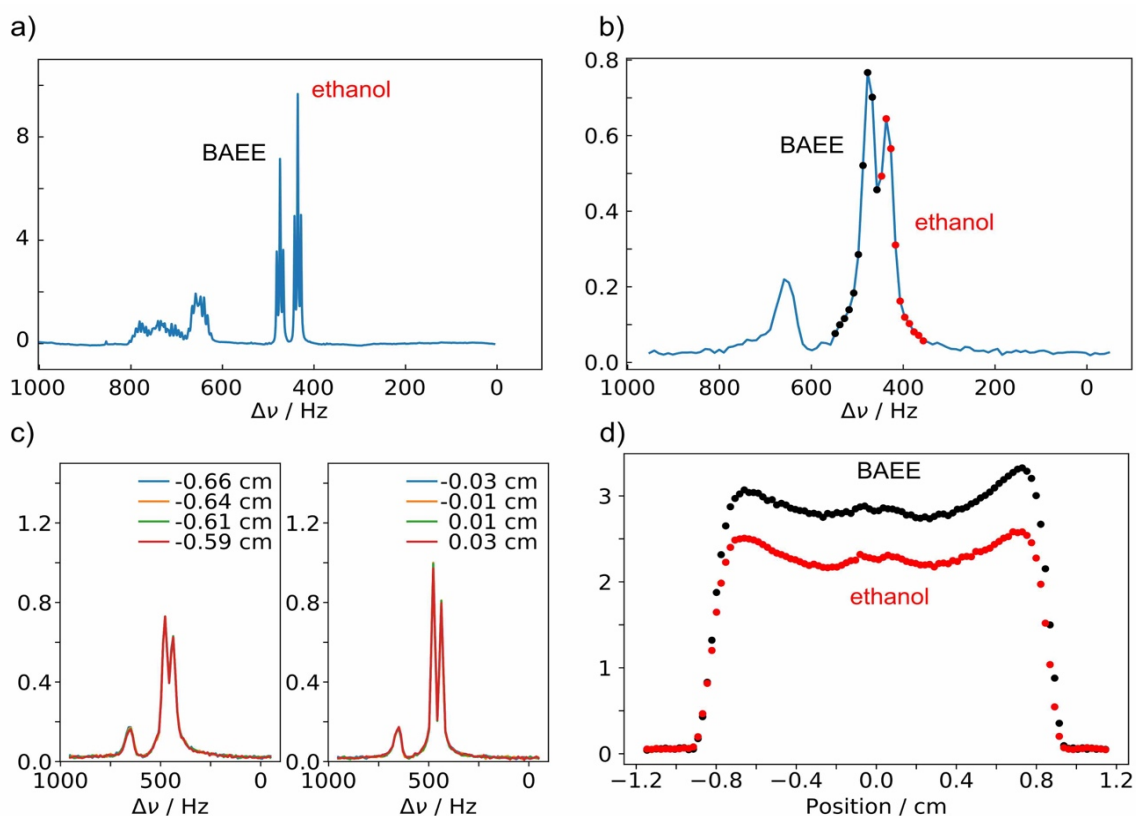 a)
ethanol
BAEE
8
4
0
1000 800 600 400 200 0
Δν / Hz
b)
0.8
BAEE
0.6
0.4
ethanol
0.2
0.0
1000 800 600 400 200 0
Δν / Hz
c)
-0.66 cm
-0.64 cm
-0.61 cm
-0.59 cm
1.2
0.8
0.4
0.0
1000 500 0
Δν / Hz
-0.03 cm
-0.01 cm
0.01 cm
0.03 cm
1.2
0.8
0.4
0.0
1000 500 0
Δν / Hz
d)
BAEE
3
2
ethanol
1
0
−1.2 −0.8 −0.4 0.0 0.4 0.8 1.2
Position / cm